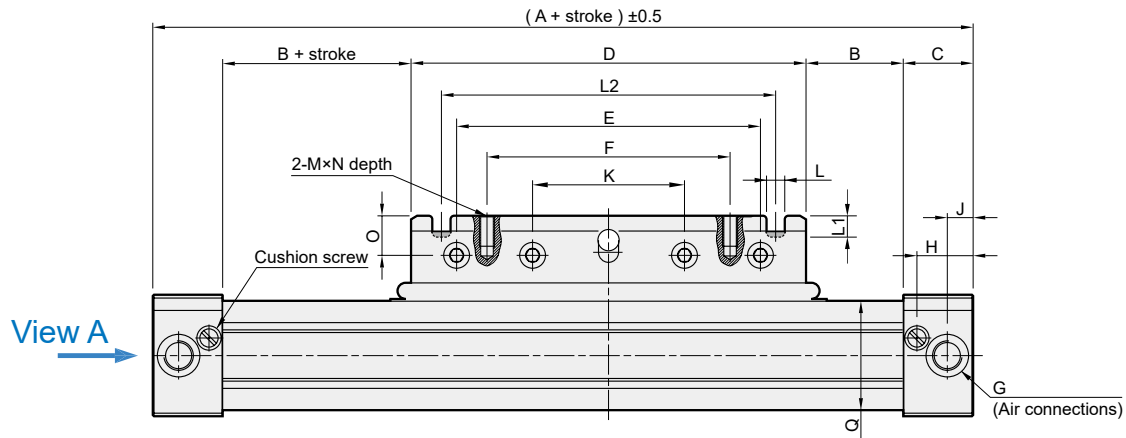 ( A + stroke ) ±0.5
B + stroke
D
B
C
L2
E
F
2-M×N depth
K
L
O
L1
J
H
Cushion screw
View A
G
(Air connections)
Q